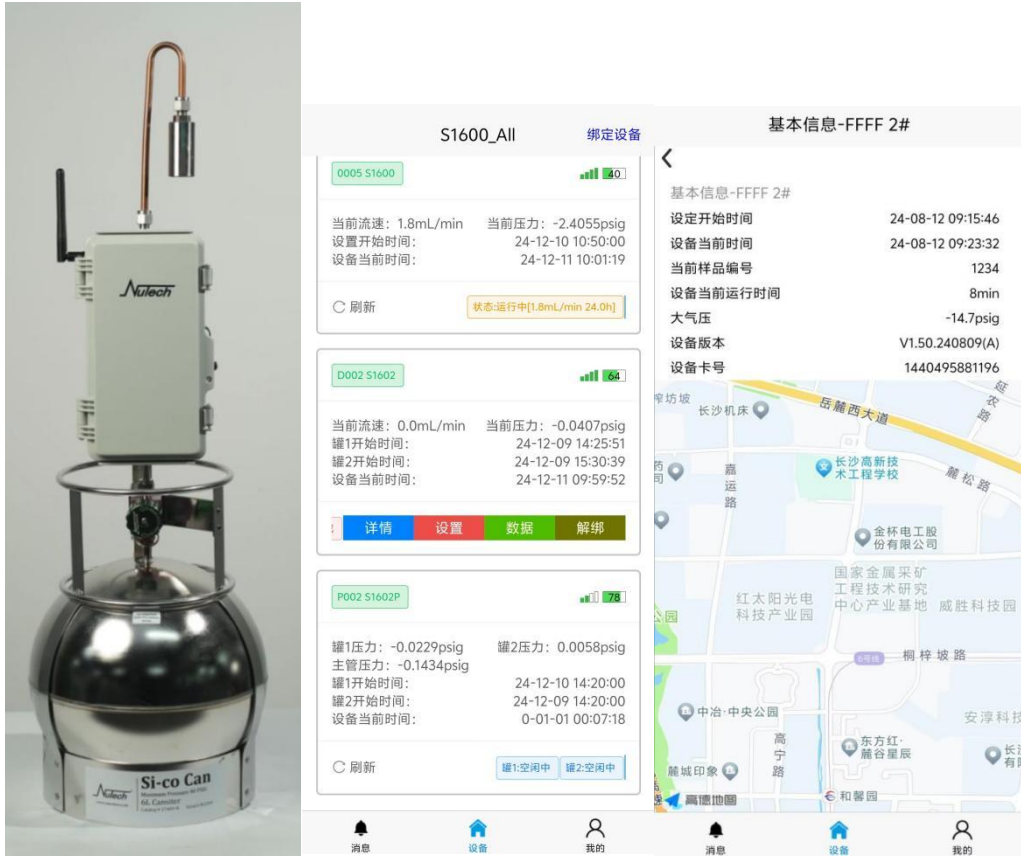 Nutech
Nutech
Si-co Can
6L Canister
S1600_All
绑定设备
0005 S1600
40
当前流速：1.8mL/min
当前压力：-2.4055psig
设置开始时间：
24-12-10 10:50:00
设备当前时间：
24-12-11 10:01:19
刷新
状态:运行中[1.8mL/min 24.0h]
D002 S1602
64
当前流速：0.0mL/min
当前压力：-0.0407psig
罐1开始时间：
24-12-09 14:25:51
罐2开始时间：
24-12-09 15:30:39
设备当前时间：
24-12-11 09:59:52
详情
设置
数据
解绑
P002 S1602P
78
罐1压力：-0.0229psig
罐2压力：0.0058psig
主管压力：-0.1434psig
罐1开始时间：
24-12-10 14:20:00
罐2开始时间：
24-12-09 14:20:00
设备当前时间：
0-01-01 00:07:18
刷新
罐1:空闲中
罐2:空闲中
消息
设备
我的
基本信息-FFFF 2#
基本信息-FFFF 2#
设定开始时间
24-08-12 09:15:46
设备当前时间
24-08-12 09:23:32
当前样品编号
1234
设备当前运行时间
8min
大气压
-14.7psig
设备版本
V1.50.240809(A)
设备卡号
1440495881196
长沙机床
岳麓西大道
延农路
嘉运路
长沙高新技
术工程学校
麓松路
金杯电工股
份有限公司
国家金属采矿
工程技术研究
中心产业基地
威胜科技园
红太阳光电
科技产业园
公园
6号线
桐梓坡路
中冶·中央公园
安淳科技
高宁路
东方红·
麓谷星辰
麓城印象
和馨园
高德地图
消息
设备
我的